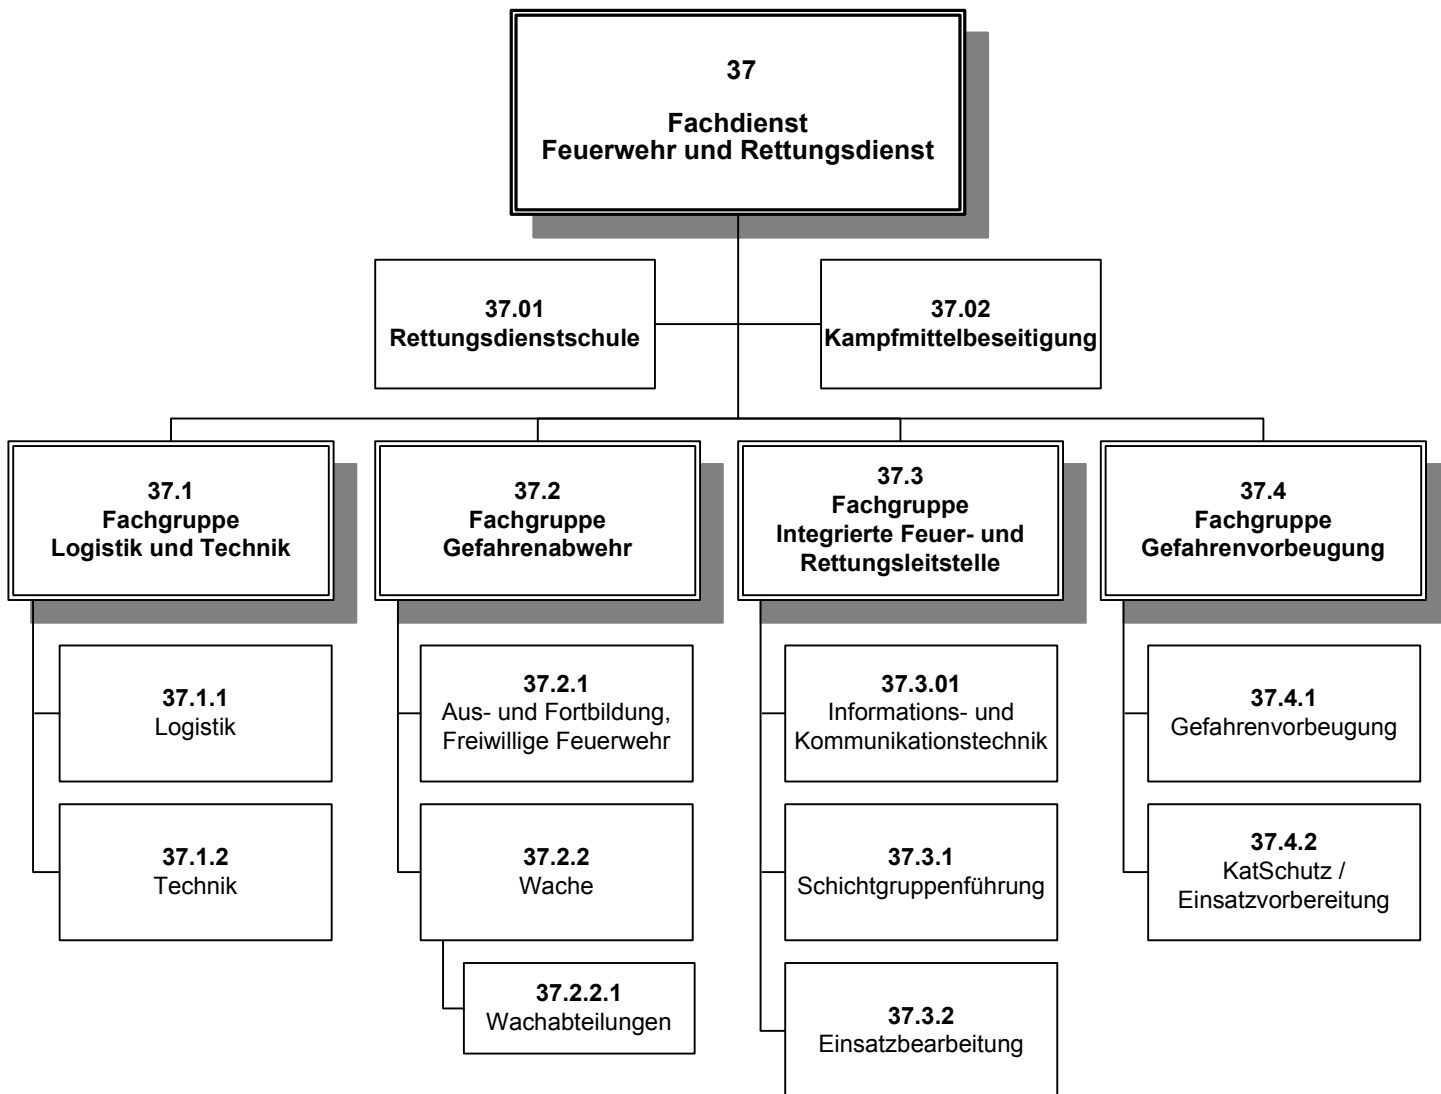 37
Fachdienst
Feuerwehr und Rettungsdienst
37.01
Rettungsdienstschule
37.02
Kampfmittelbeseitigung
37.1
Fachgruppe
Logistik und Technik
37.2
Fachgruppe
Gefahrenabwehr
37.3
Fachgruppe
Integrierte Feuer- und
Rettungsleitstelle
37.4
Fachgruppe
Gefahrenvorbeugung
37.1.1
Logistik
37.2.1
Aus- und Fortbildung,
Freiwillige Feuerwehr
37.3.01
Informations- und
Kommunikationstechnik
37.4.1
Gefahrenvorbeugung
37.1.2
Technik
37.2.2
Wache
37.3.1
Schichtgruppenführung
37.4.2
KatSchutz /
Einsatzvorbereitung
37.2.2.1
Wachabteilungen
37.3.2
Einsatzbearbeitung